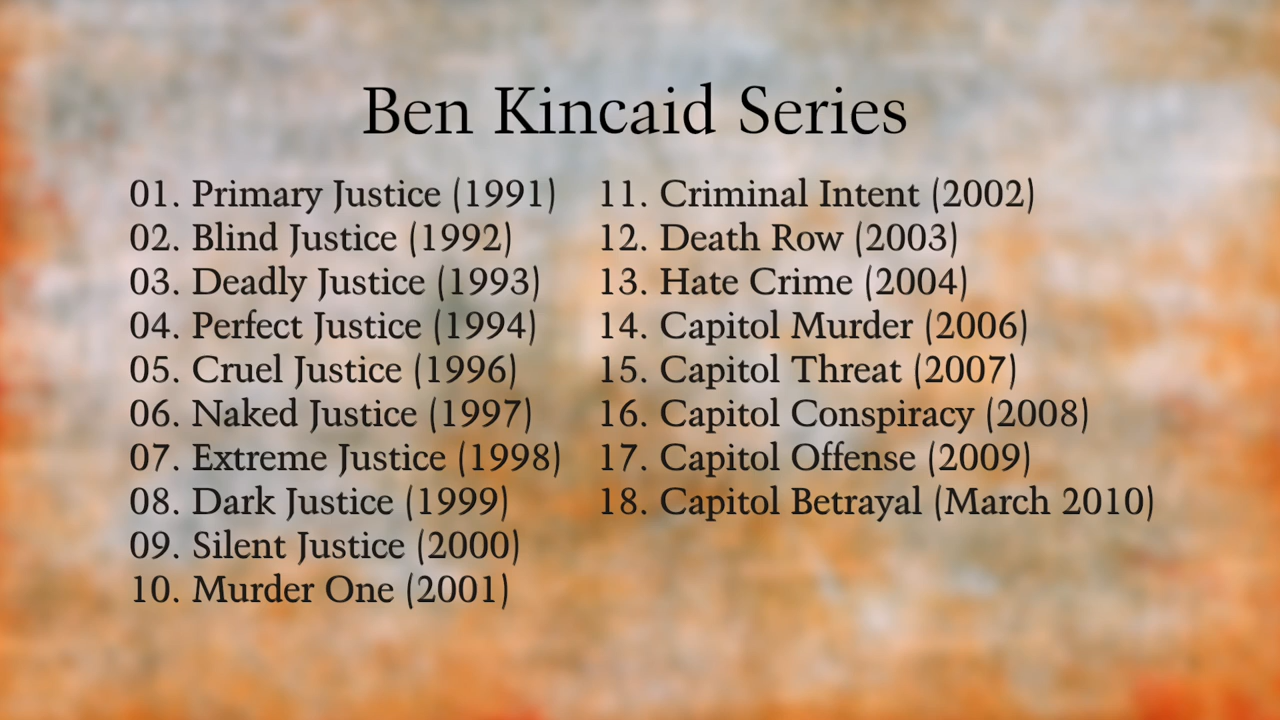 Ben Kincaid Series
01. Primary Justice (1991)
02. Blind Justice (1992)
03. Deadly Justice (1993)
04. Perfect Justice (1994)
05. Cruel Justice (1996)
06. Naked Justice (1997)
07. Extreme Justice (1998)
08. Dark Justice (1999)
09. Silent Justice (2000)
10. Murder One (2001)
11. Criminal Intent (2002)
12. Death Row (2003)
13. Hate Crime (2004)
14. Capitol Murder (2006)
15. Capitol Threat (2007)
16. Capitol Conspiracy (2008)
17. Capitol Offense (2009)
18. Capitol Betrayal (March 2010)